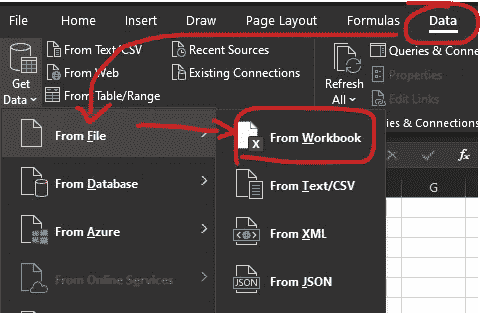 File Home Insert Draw Page Layout Formulas Data
From Text/CSV Recent Sources Queries & Conne
From Web Existing Connections Properties
Get Data From Table/Range Refresh All Edit Links
From File From Workbook ies & Connections
From Database From Text/CSV fx
G
From Azure From XML
From Online Services From JSON
JSON